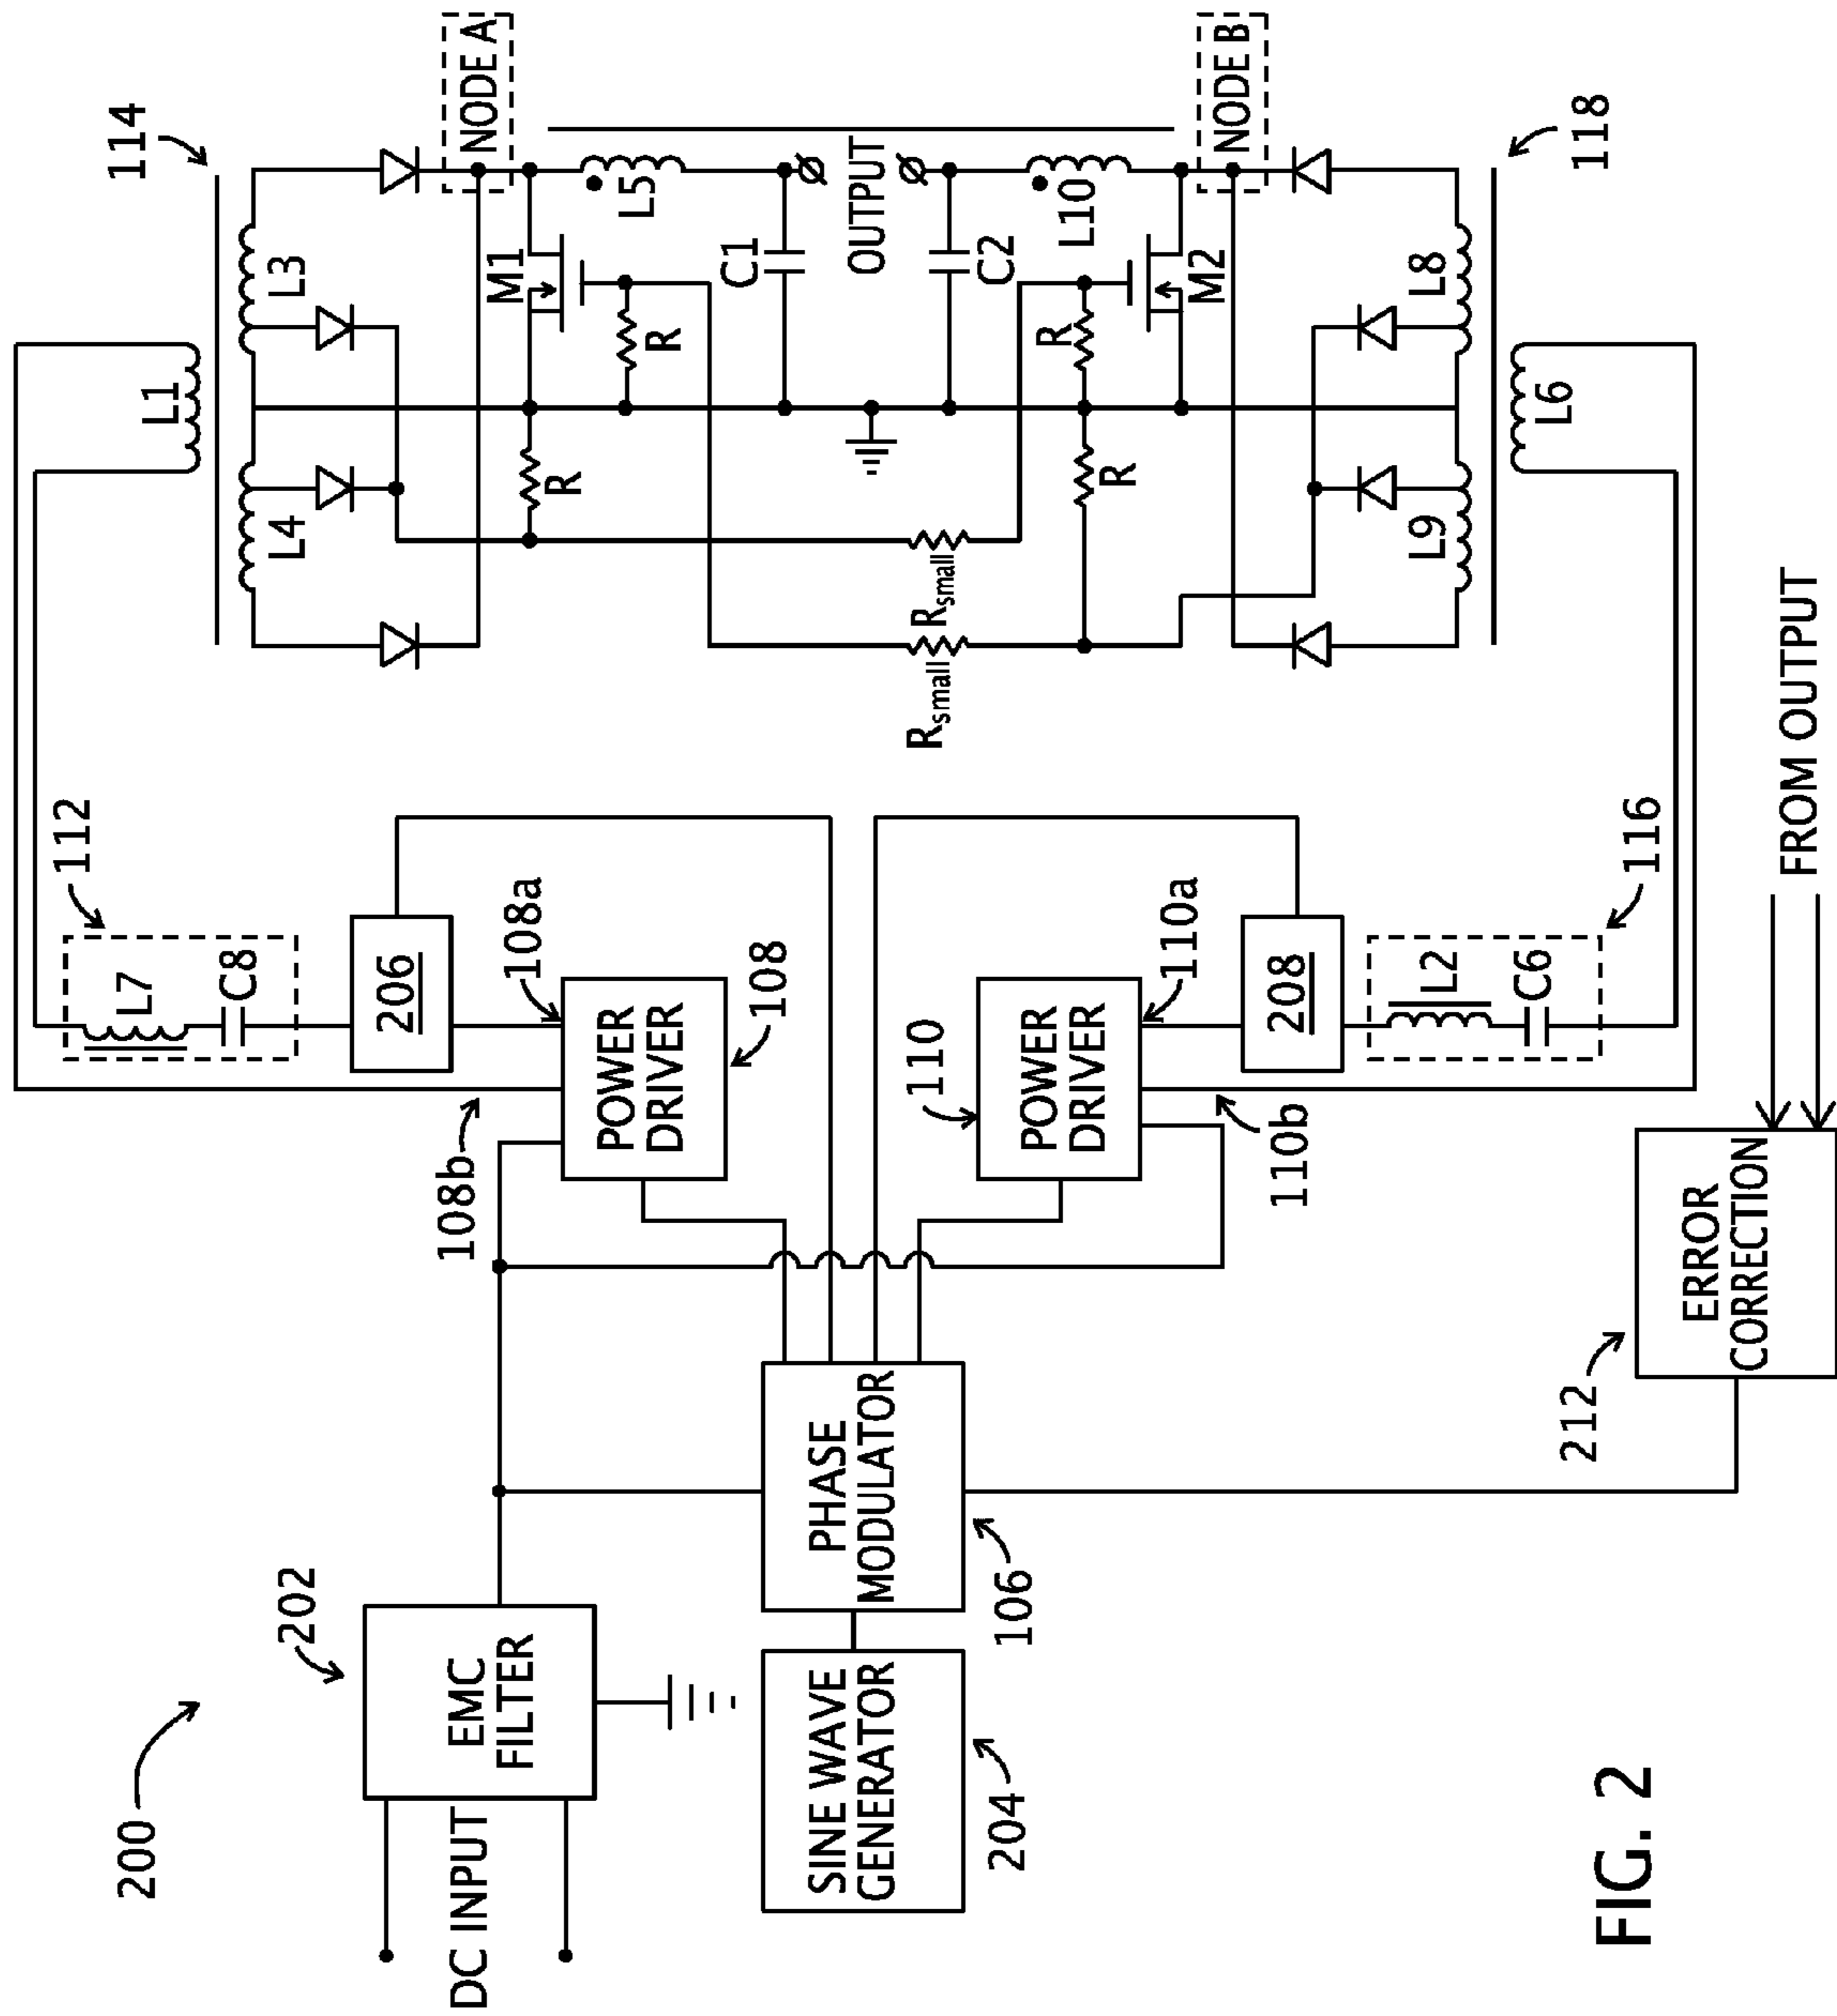 200
DC INPUT
202
EMC
FILTER
SINE WAVE
GENERATOR
204
PHASE
MODULATOR
106
108b
POWER
DRIVER
108a
108
206
112
L7
C8
110
POWER
DRIVER
110a
110b
208
L2
C6
116
212
ERROR
CORRECTION
FROM OUTPUT
114
L1
L4
L3
NODE A
M1
R
R
L5
C1
OUTPUT
Rsmall
Rsmall
C2
L10
R
R
M2
NODE B
L9
L8
L6
118
FIG. 2